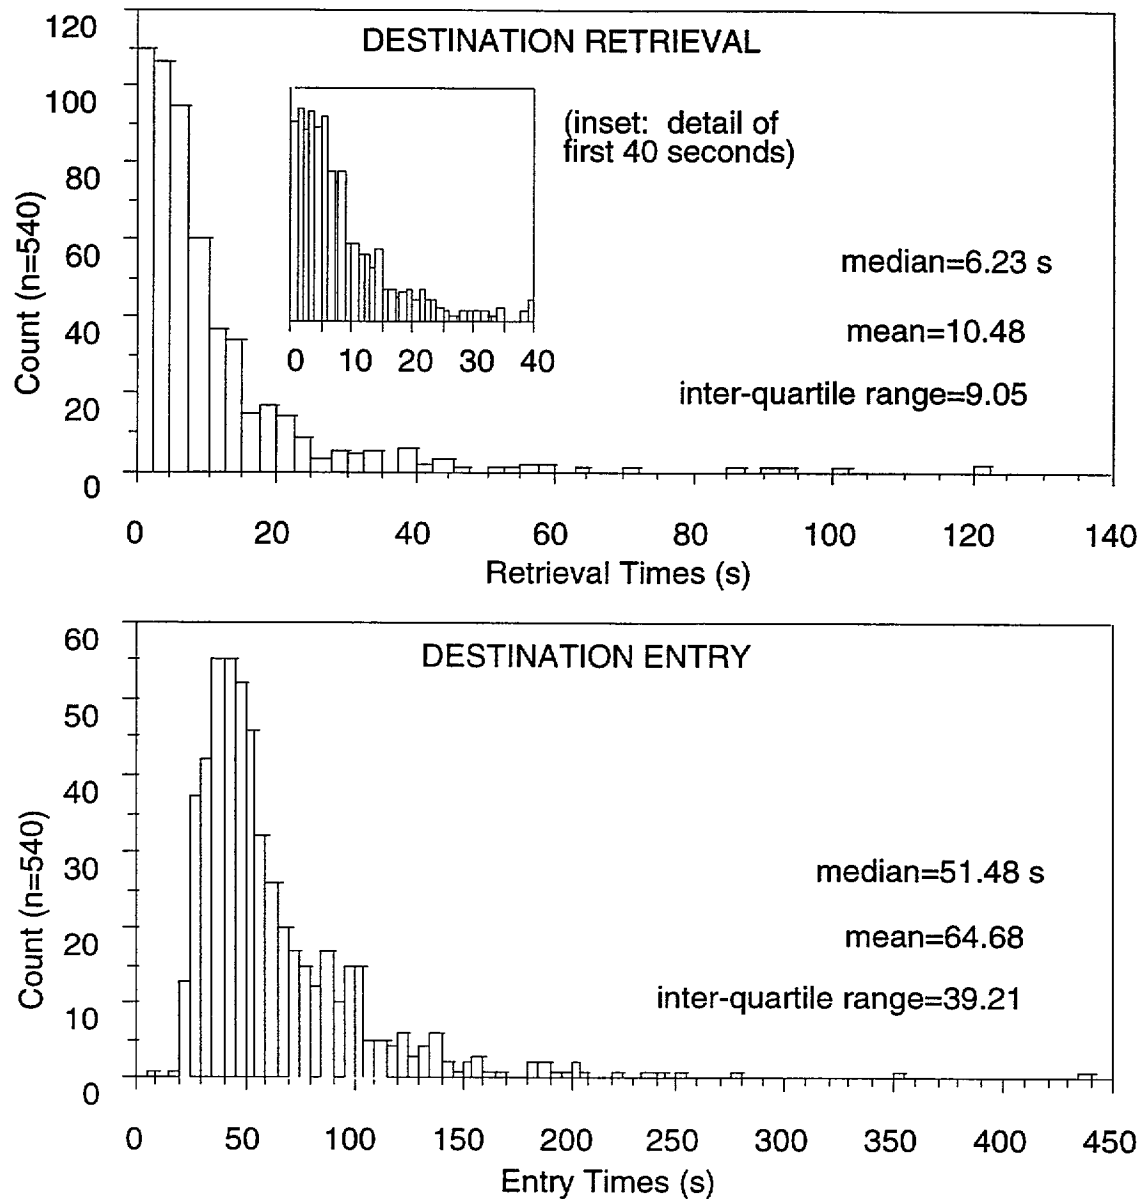 DESTINATION RETRIEVAL
(inset: detail of
first 40 seconds)
median=6.23 s
mean=10.48
inter-quartile range=9.05
Count (n=540)
120
100
80
60
40
20
0
0 10 20 30 40
0 20 40 60 80 100 120 140
Retrieval Times (s)
DESTINATION ENTRY
median=51.48 s
mean=64.68
inter-quartile range=39.21
Count (n=540)
60
50
40
30
20
10
0
0 50 100 150 200 250 300 350 400 450
Entry Times (s)